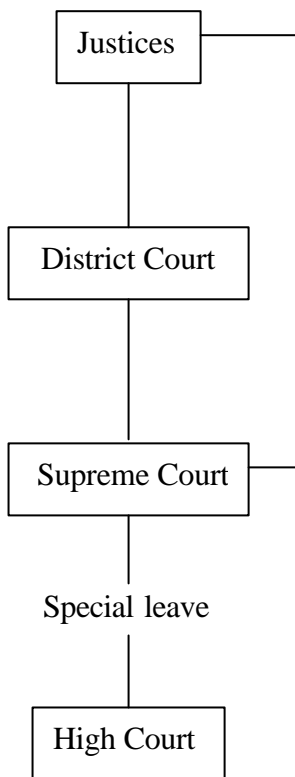 Justices
District Court
Supreme Court
Special leave
High Court